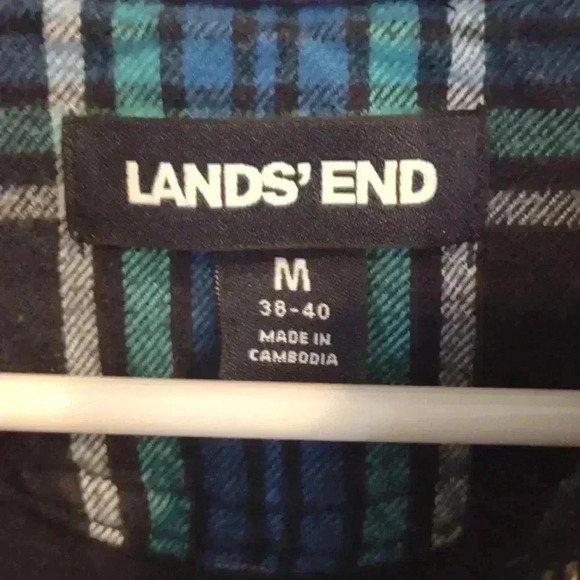 LANDS' END
M
38-40
MADE IN
CAMBODIA